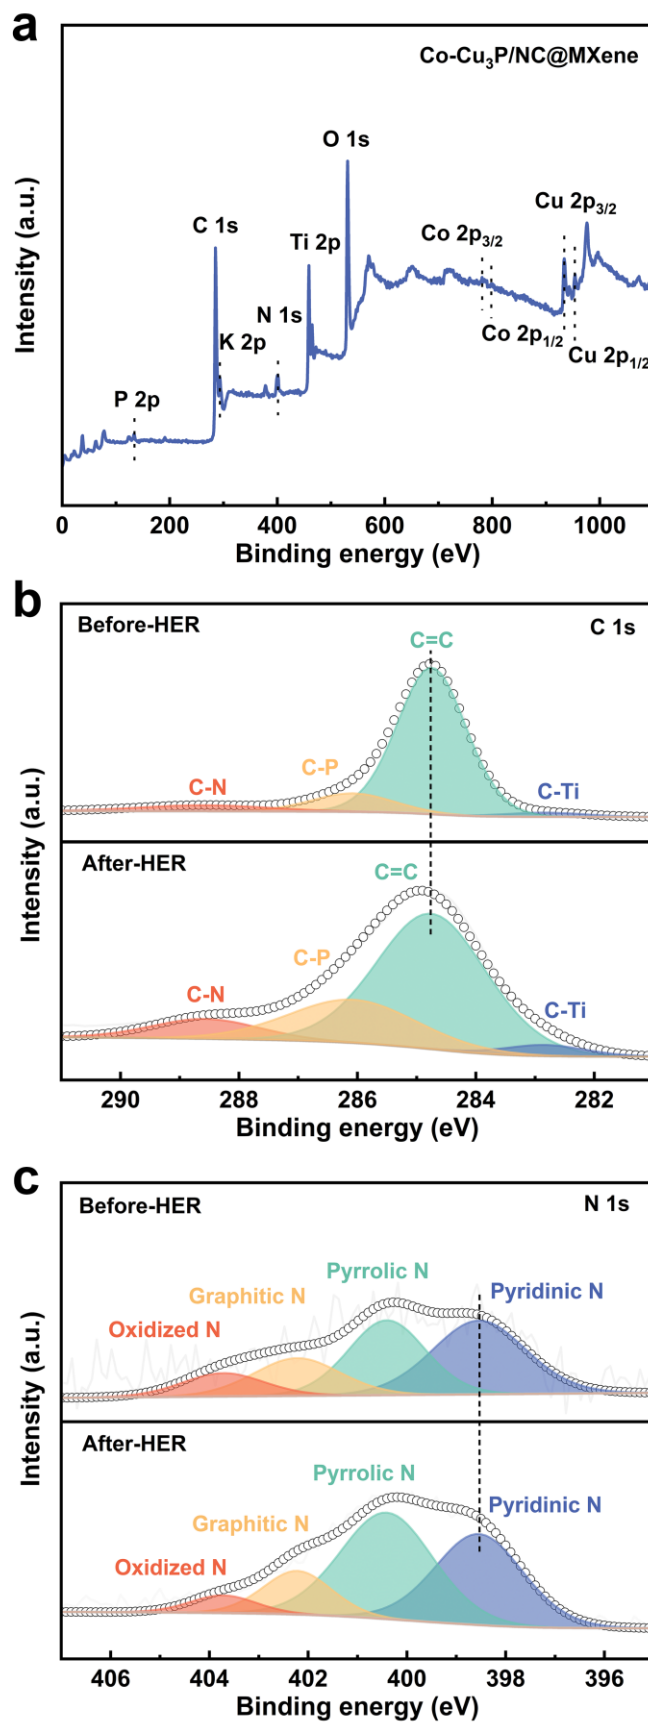 a
Co-Cu₃P/NC@MXene
O 1s
C 1s
Cu 2p₃/₂
Ti 2p
Co 2p₃/₂
N 1s
K 2p
Co 2p₁/₂
Cu 2p₁/₂
P 2p
Intensity (a.u.)
0 200 400 600 800 1000
Binding energy (eV)
b
Before-HER
C 1s
C=C
C-P
C-N
C-Ti
After-HER
C=C
C-P
C-N
C-Ti
Intensity (a.u.)
290 288 286 284 282
Binding energy (eV)
c
Before-HER
N 1s
Pyrrolic N
Graphitic N
Pyridinic N
Oxidized N
After-HER
Pyrrolic N
Pyridinic N
Graphitic N
Oxidized N
Intensity (a.u.)
406 404 402 400 398 396
Binding energy (eV)